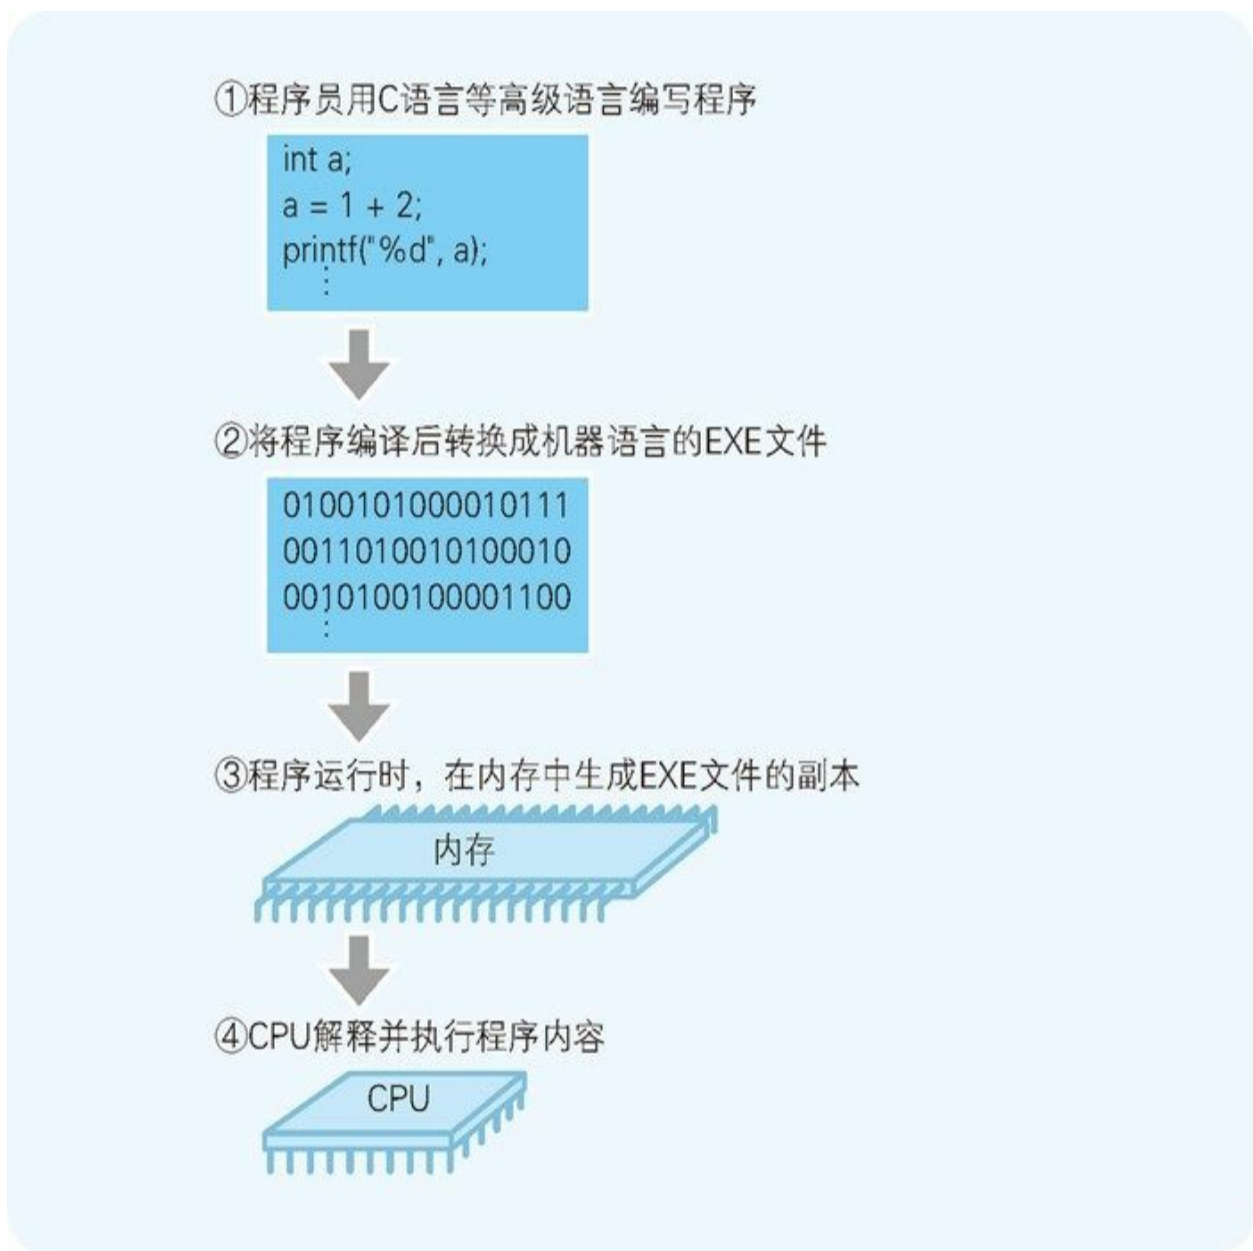 ①程序员用C语言等高级语言编写程序
int a;
a = 1 + 2;
printf("%d", a);
⋮
②将程序编译后转换成机器语言的EXE文件
0100101000010111
0011010010100010
0010100100001100
⋮
③程序运行时，在内存中生成EXE文件的副本
内存
④CPU解释并执行程序内容
CPU